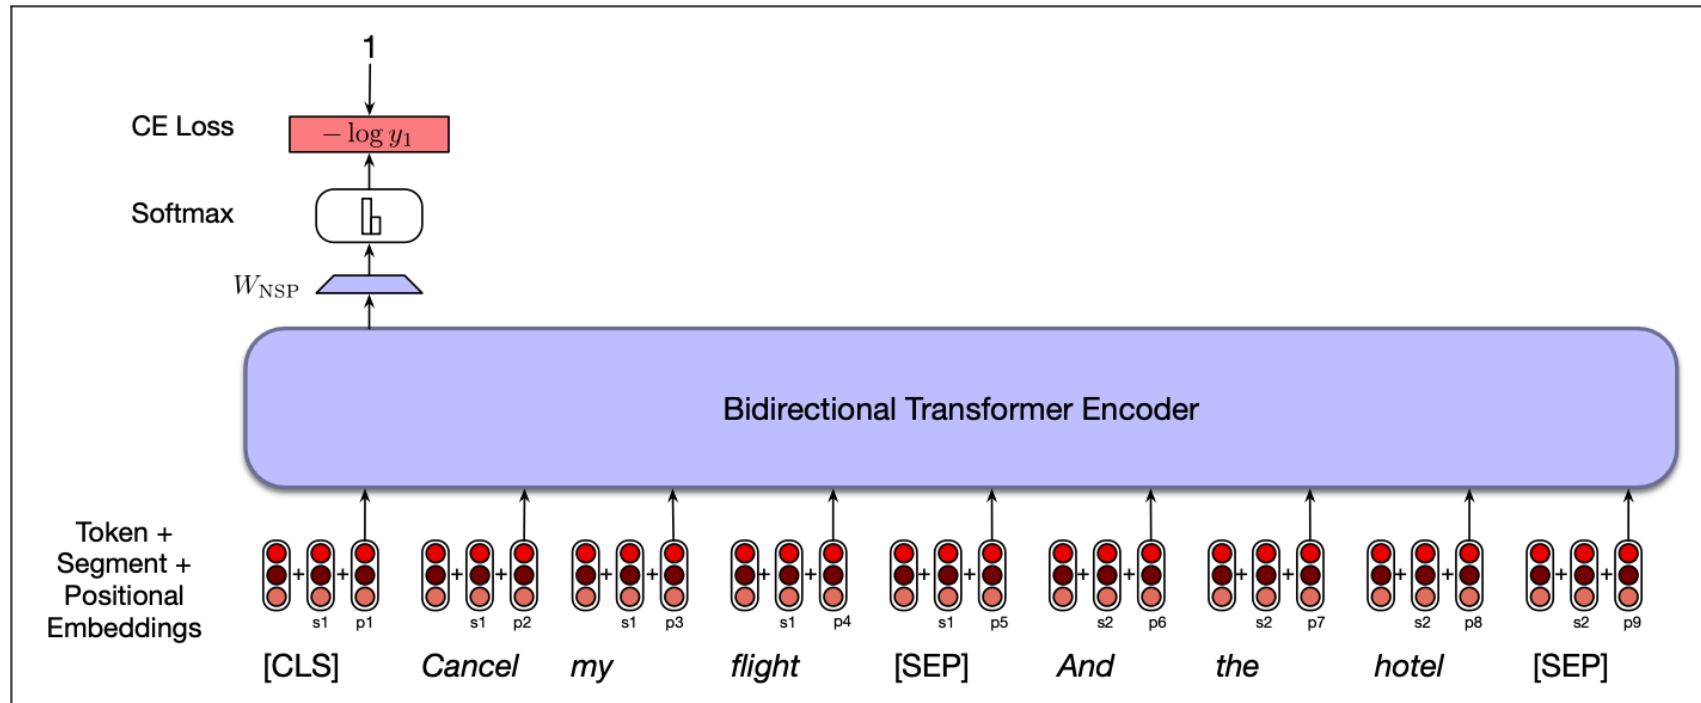 1
CE Loss
− log y₁
Softmax
W_NSP
Bidirectional Transformer Encoder
Token +
Segment +
Positional
Embeddings
+ + + + + + + + + + + + + + + + + +
s1 p1 s1 p2 s1 p3 s1 p4 s1 p5 s2 p6 s2 p7 s2 p8 s2 p9
[CLS] Cancel my flight [SEP] And the hotel [SEP]